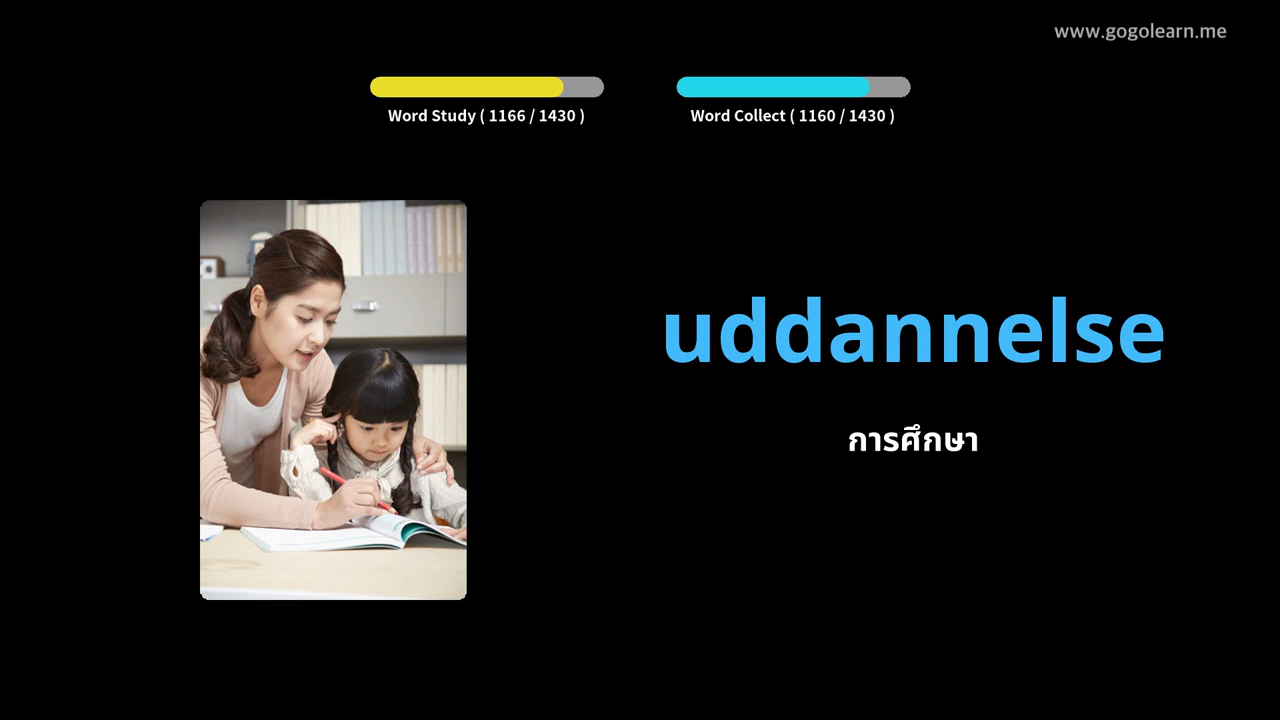 www.gogolearn.me
Word Study ( 1166 / 1430 )
Word Collect ( 1160 / 1430 )
uddannelse
การศึกษา